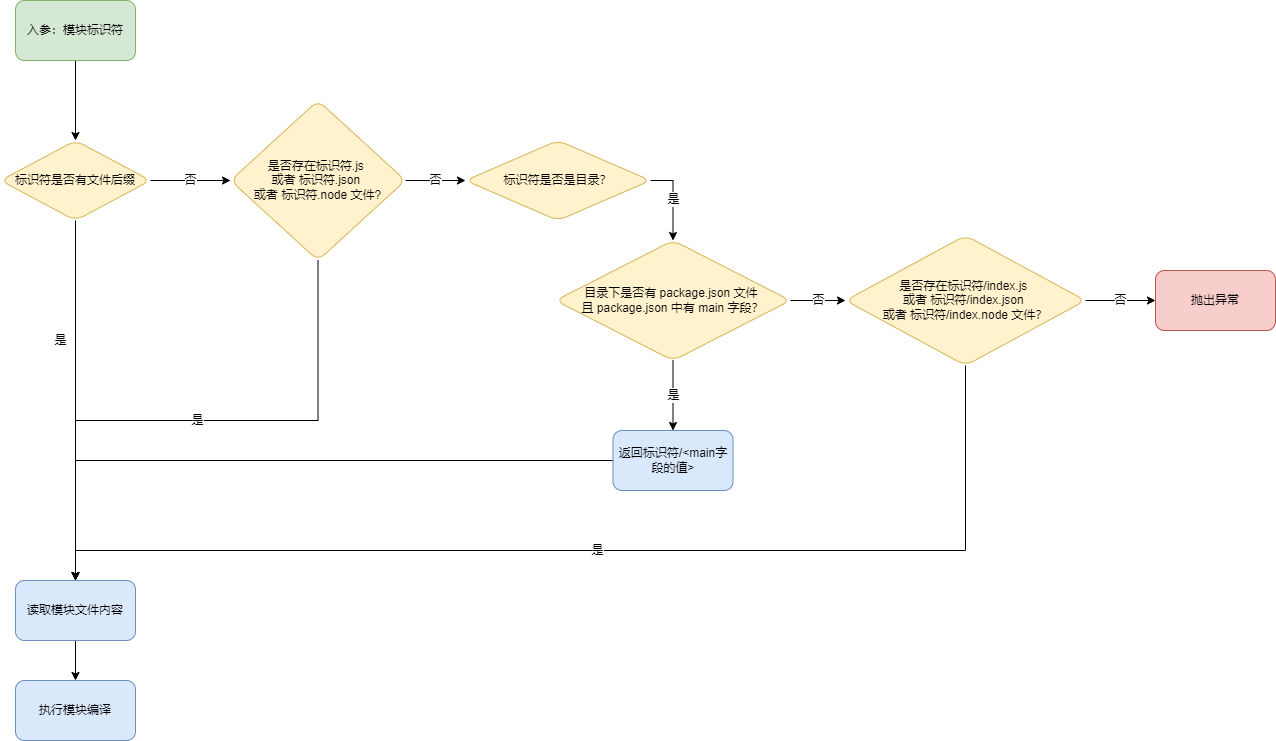 入参：模块标识符
标识符是否有文件后缀
否
是否存在标识符.js
或者 标识符.json
或者 标识符.node 文件？
否
标识符是否是目录？
是
目录下是否有 package.json 文件
且 package.json 中有 main 字段？
否
是否存在标识符/index.js
或者 标识符/index.json
或者 标识符/index.node 文件？
否
抛出异常
是
是
是
返回标识符/<main字
段的值>
是
读取模块文件内容
执行模块编译